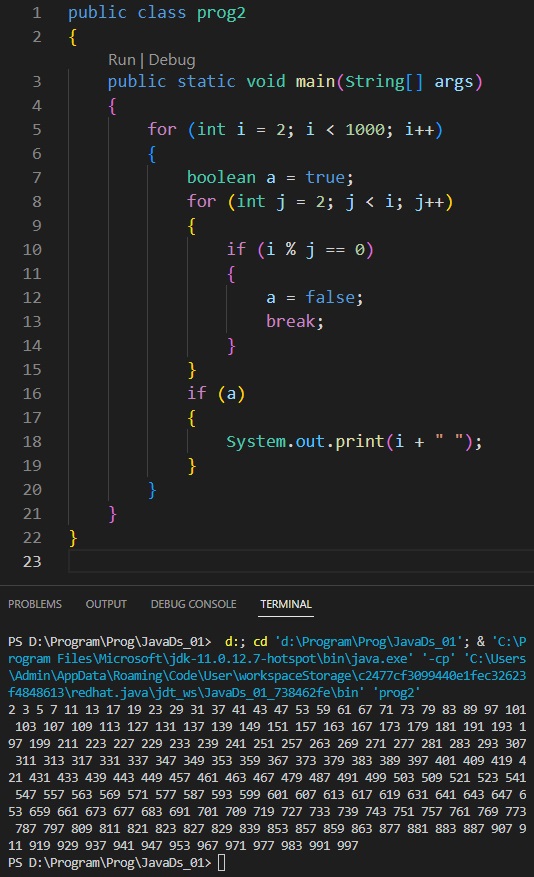 1 public class prog2
2 {
Run | Debug
3 public static void main(String[] args)
4 {
5 for (int i = 2; i < 1000; i++)
6 {
7 boolean a = true;
8 for (int j = 2; j < i; j++)
9 {
10 if (i % j == 0)
11 {
12 a = false;
13 break;
14 }
15 }
16 if (a)
17 {
18 System.out.print(i + " ");
19 }
20 }
21 }
22 }
23
PROBLEMS OUTPUT DEBUG CONSOLE TERMINAL
PS D:\Program\Prog\JavaDs_01>  d:; cd 'd:\Program\Prog\JavaDs_01'; & 'C:\P
rogram Files\Microsoft\jdk-11.0.12.7-hotspot\bin\java.exe' '-cp' 'C:\Users
\Admin\AppData\Roaming\Code\User\workspaceStorage\c2477cf3099440e1fec32623
f4848613\redhat.java\jdt_ws\JavaDs_01_738462fe\bin' 'prog2'
2 3 5 7 11 13 17 19 23 29 31 37 41 43 47 53 59 61 67 71 73 79 83 89 97 101
103 107 109 113 127 131 137 139 149 151 157 163 167 173 179 181 191 193 1
97 199 211 223 227 229 233 239 241 251 257 263 269 271 277 281 283 293 307
311 313 317 331 337 347 349 353 359 367 373 379 383 389 397 401 409 419 4
21 431 433 439 443 449 457 461 463 467 479 487 491 499 503 509 521 523 541
547 557 563 569 571 577 587 593 599 601 607 613 617 619 631 641 643 647 6
53 659 661 673 677 683 691 701 709 719 727 733 739 743 751 757 761 769 773
787 797 809 811 821 823 827 829 839 853 857 859 863 877 881 883 887 907 9
11 919 929 937 941 947 953 967 971 977 983 991 997
PS D:\Program\Prog\JavaDs_01>